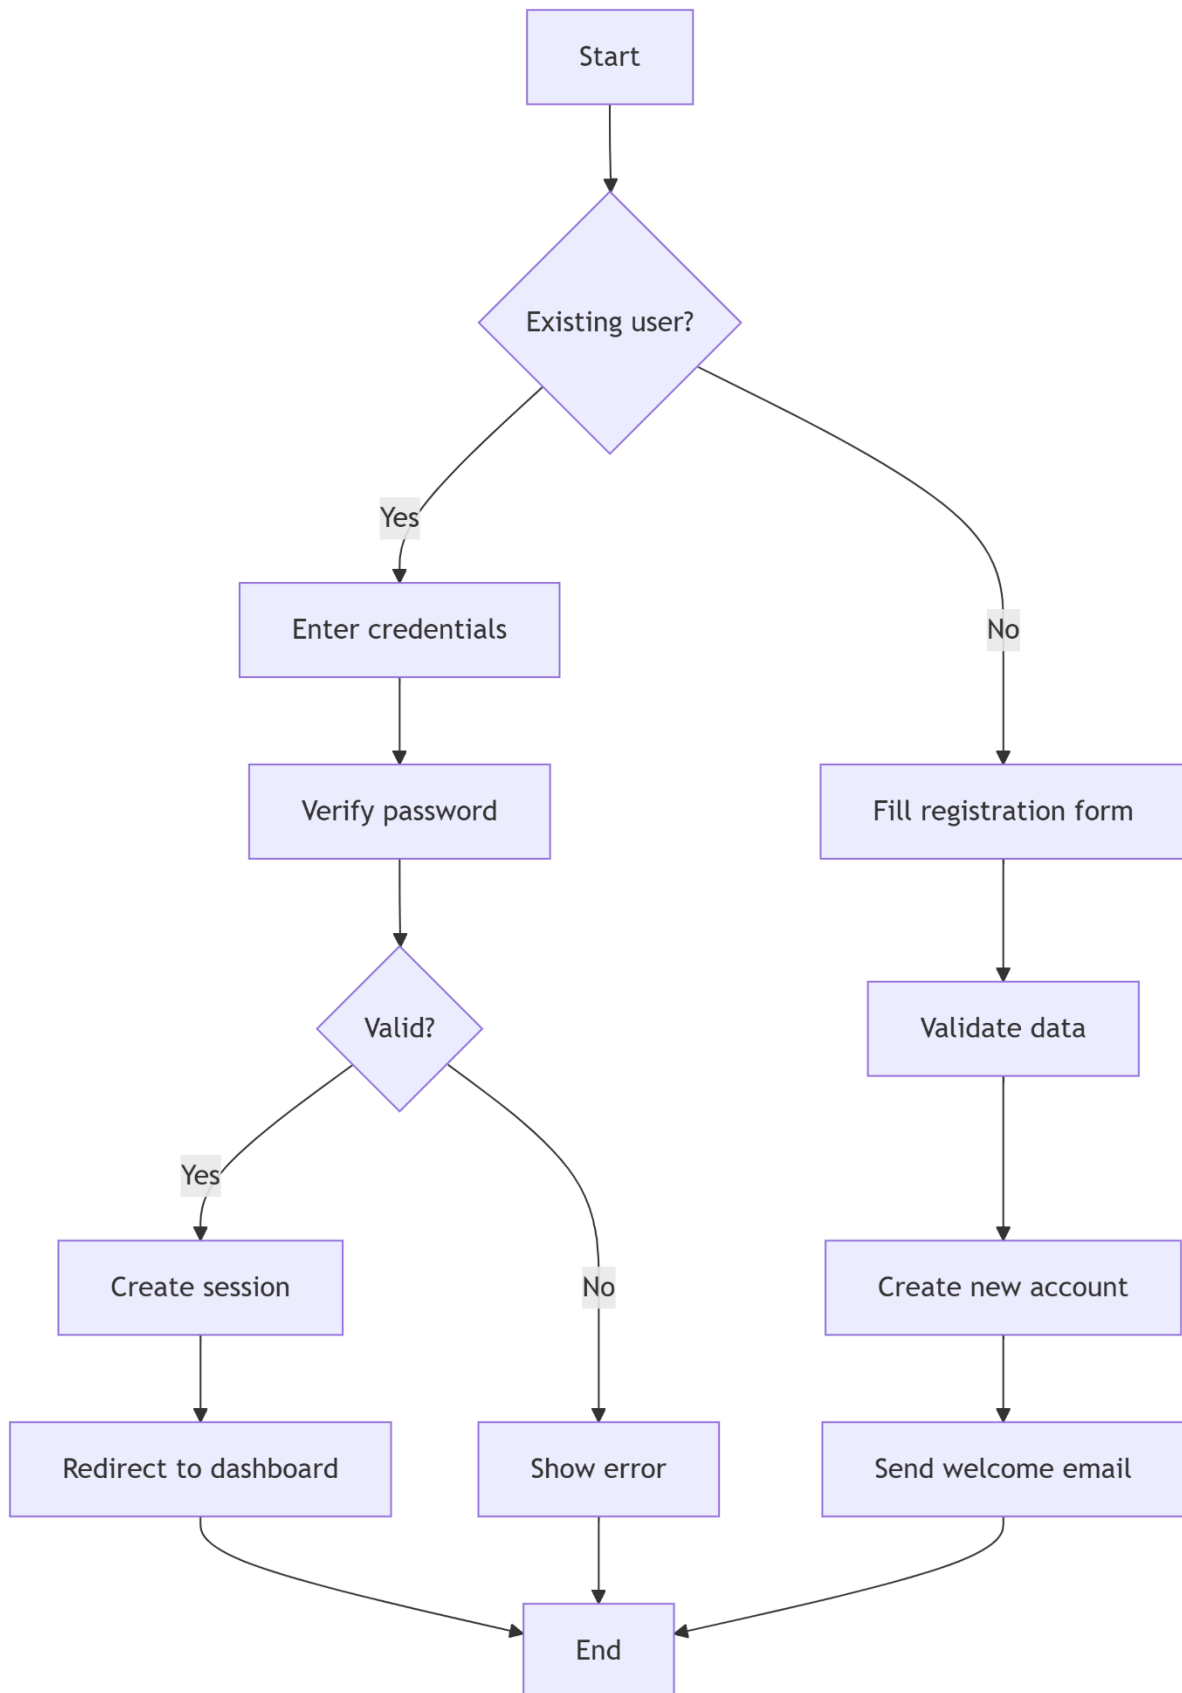 Start
Existing user?
Yes
Enter credentials
No
Verify password
Fill registration form
Valid?
Validate data
Yes
Create session
No
Create new account
Redirect to dashboard
Show error
Send welcome email
End